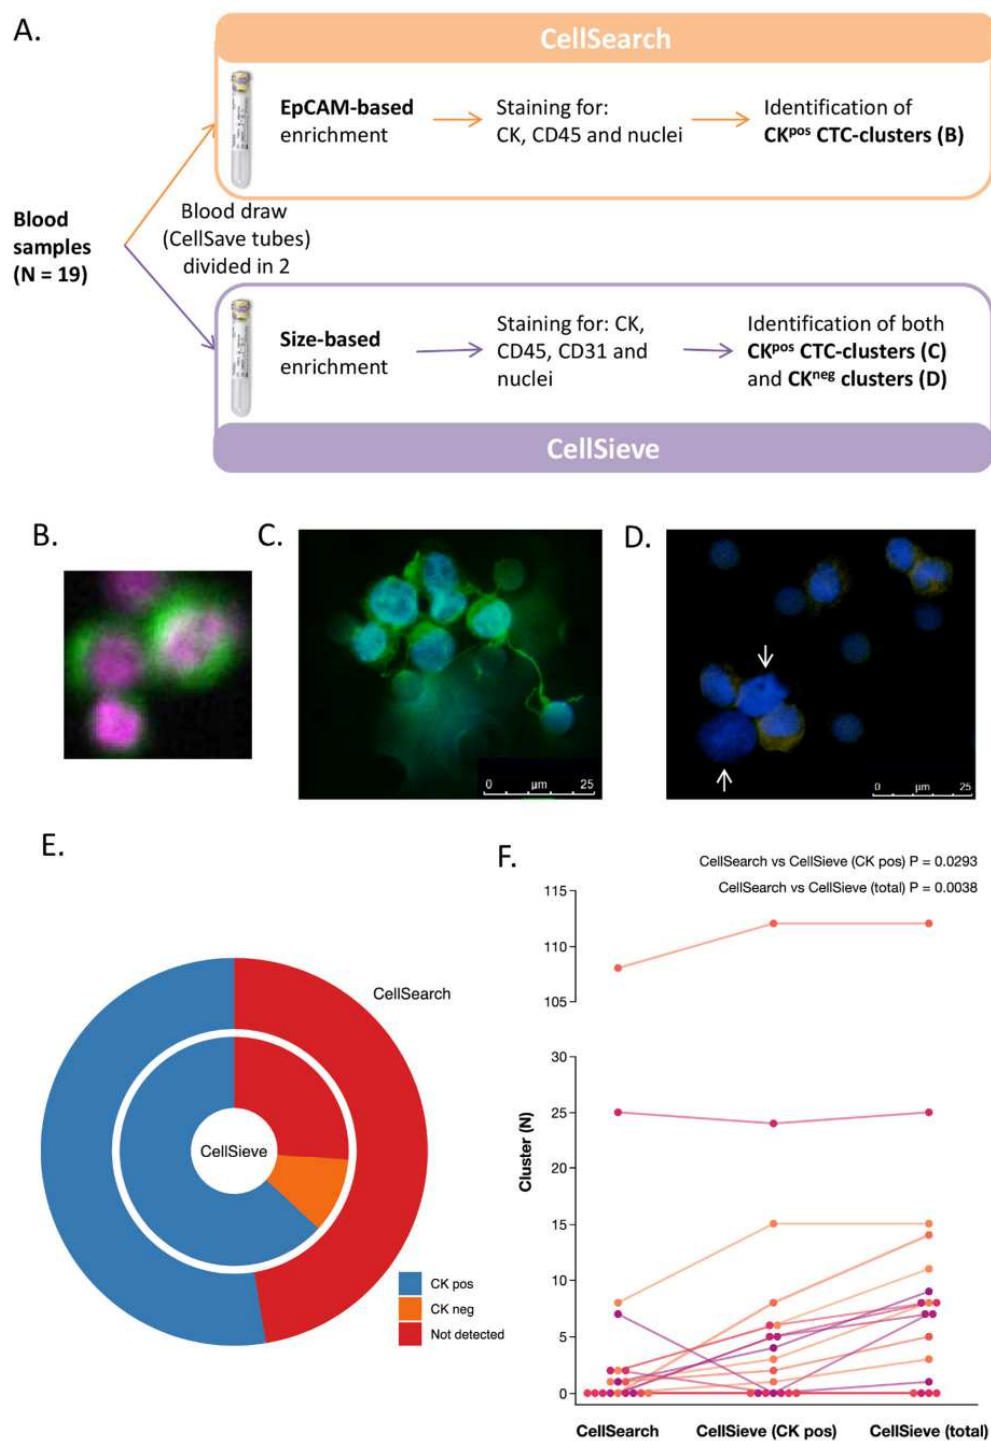 A.
CellSearch
EpCAM-based
enrichment
Staining for:
CK, CD45 and nuclei
Identification of
CKᵖᵒˢ CTC-clusters (B)
Blood
samples
(N = 19)
Blood draw
(CellSave tubes)
divided in 2
Size-based
enrichment
Staining for: CK,
CD45, CD31 and
nuclei
Identification of both
CKᵖᵒˢ CTC-clusters (C)
and CKⁿᵉᵍ clusters (D)
CellSieve
B.
C.
D.
0 µm 25
0 µm 25
E.
CellSearch
CellSieve
CK pos
CK neg
Not detected
F.
CellSearch vs CellSieve (CK pos) P = 0.0293
CellSearch vs CellSieve (total) P = 0.0038
115
110
105
30
25
20
15
10
5
0
Cluster (N)
CellSearch
CellSieve (CK pos)
CellSieve (total)